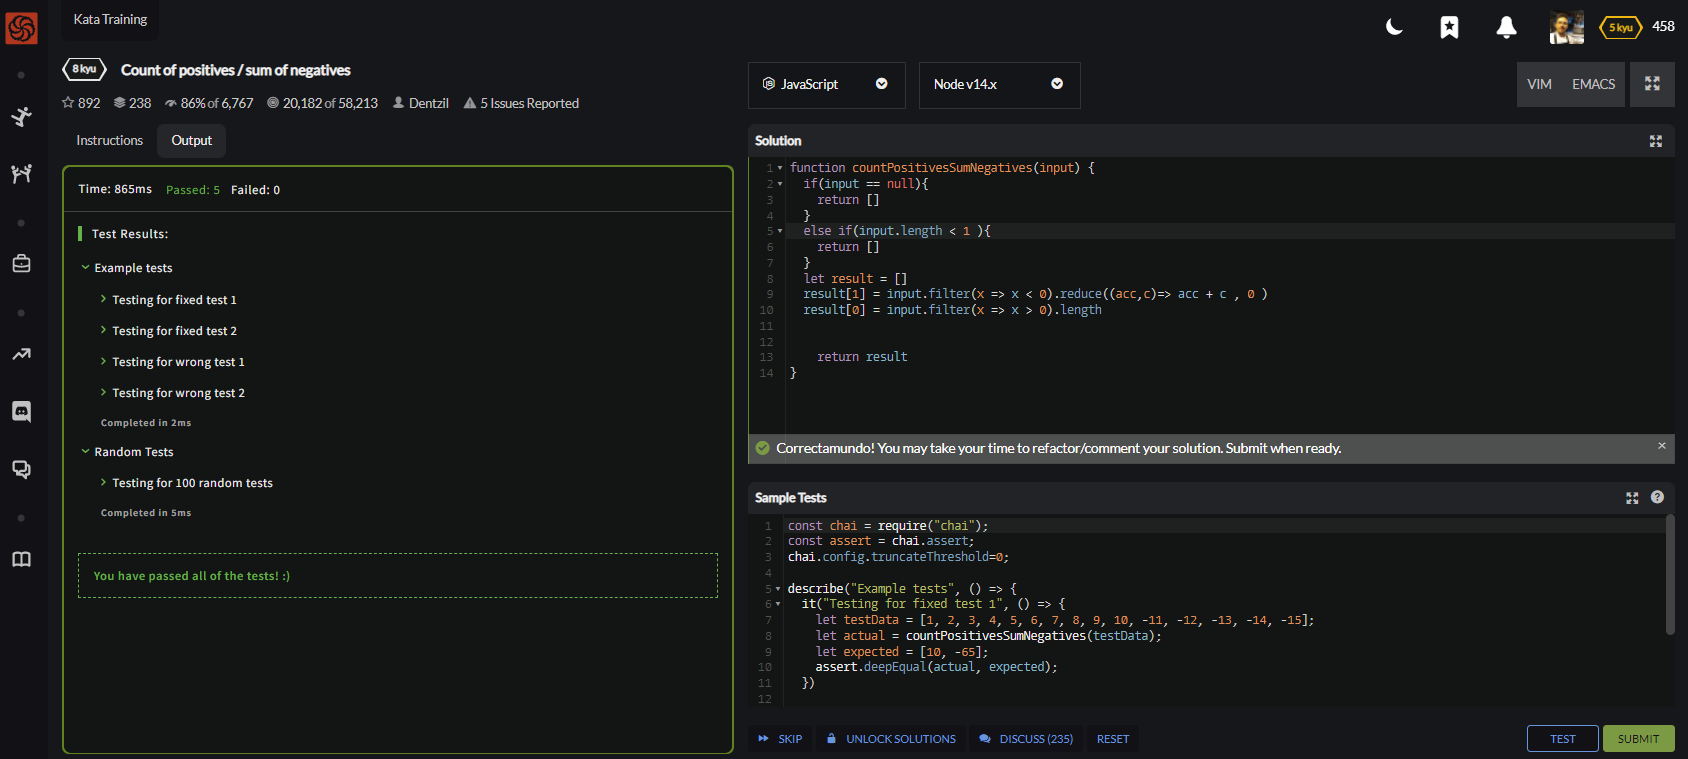 Kata Training
5 kyu 458
8 kyu Count of positives / sum of negatives
892 238 86% of 6,767 20,182 of 58,213 Dentzil 5 Issues Reported
Instructions Output
Time: 865ms Passed: 5 Failed: 0
Test Results:
Example tests
Testing for fixed test 1
Testing for fixed test 2
Testing for wrong test 1
Testing for wrong test 2
Completed in 2ms
Random Tests
Testing for 100 random tests
Completed in 5ms
You have passed all of the tests! :)
JavaScript Node v14.x VIM EMACS
Solution
1 function countPositivesSumNegatives(input) {
2 if(input == null){
3 return []
4 }
5 else if(input.length < 1 ){
6 return []
7 }
8 let result = []
9 result[1] = input.filter(x => x < 0).reduce((acc,c)=> acc + c , 0 )
10 result[0] = input.filter(x => x > 0).length
11
12
13 return result
14 }
Correctamundo! You may take your time to refactor/comment your solution. Submit when ready. ×
Sample Tests ?
1 const chai = require("chai");
2 const assert = chai.assert;
3 chai.config.truncateThreshold=0;
4
5 describe("Example tests", () => {
6 it("Testing for fixed test 1", () => {
7 let testData = [1, 2, 3, 4, 5, 6, 7, 8, 9, 10, -11, -12, -13, -14, -15];
8 let actual = countPositivesSumNegatives(testData);
9 let expected = [10, -65];
10 assert.deepEqual(actual, expected);
11 })
12
SKIP UNLOCK SOLUTIONS DISCUSS (235) RESET TEST SUBMIT